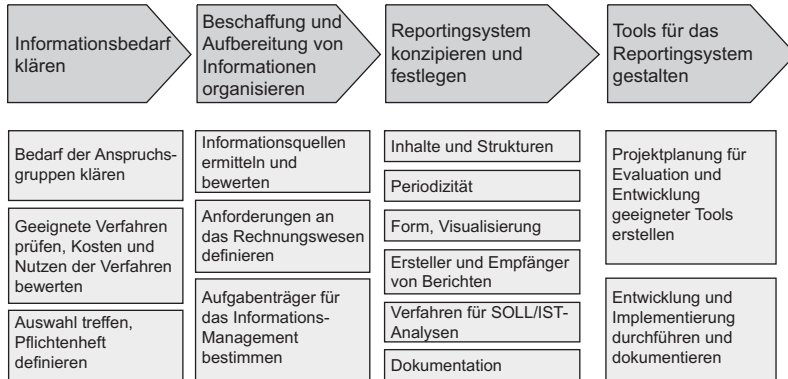 Informationsbedarf
klären
Beschaffung und
Aufbereitung von
Informationen
organisieren
Reportingsystem
konzipieren und
festlegen
Tools für das
Reportingsystem
gestalten
Bedarf der Anspruchs-
gruppen klären
Geeignete Verfahren
prüfen, Kosten und
Nutzen der Verfahren
bewerten
Auswahl treffen,
Pflichtenheft
definieren
Informationsquellen
ermitteln und
bewerten
Anforderungen an
das Rechnungswesen
definieren
Aufgabenträger für
das Informations-
Management
bestimmen
Inhalte und Strukturen
Periodizität
Form, Visualisierung
Ersteller und Empfänger
von Berichten
Verfahren für SOLL/IST-
Analysen
Dokumentation
Projektplanung für
Evaluation und
Entwicklung
geeigneter Tools
erstellen
Entwicklung und
Implementierung
durchführen und
dokumentieren